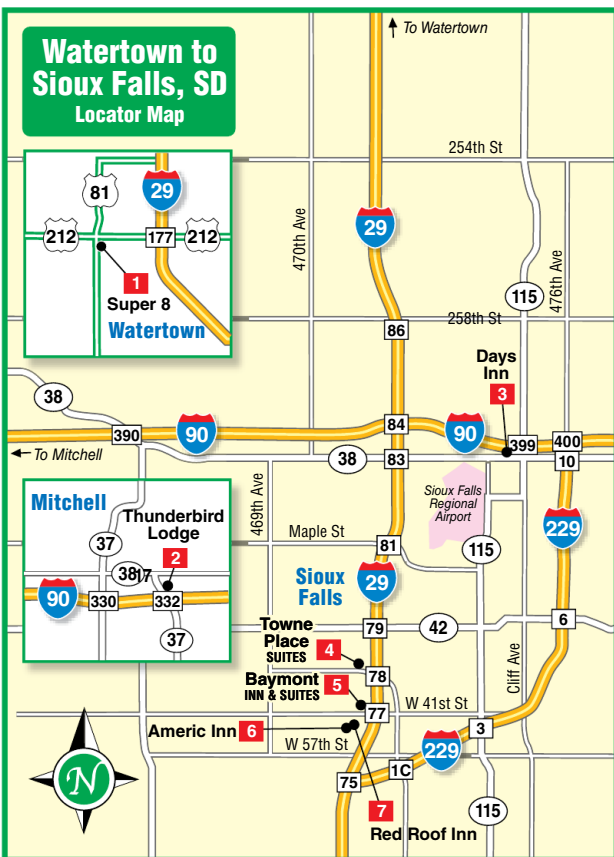 Watertown to
Sioux Falls, SD
Locator Map
To Watertown
254th St
81
29
212
177
212
1
Super 8
Watertown
470th Ave
29
115
476th Ave
258th St
86
Days
Inn
3
38
390
90
84
90
399
400
To Mitchell
38
83
10
469th Ave
Sioux Falls
Regional
Airport
229
Mitchell
Thunderbird
Lodge
2
37
3817
90
330
332
37
Maple St
81
115
Sioux
Falls
29
79
42
6
Towne
Place
SUITES
4
78
Cliff Ave
Baymont
INN & SUITES
5
77
W 41st St
Americ Inn
6
W 57th St
3
229
1C
75
N
7
Red Roof Inn
115